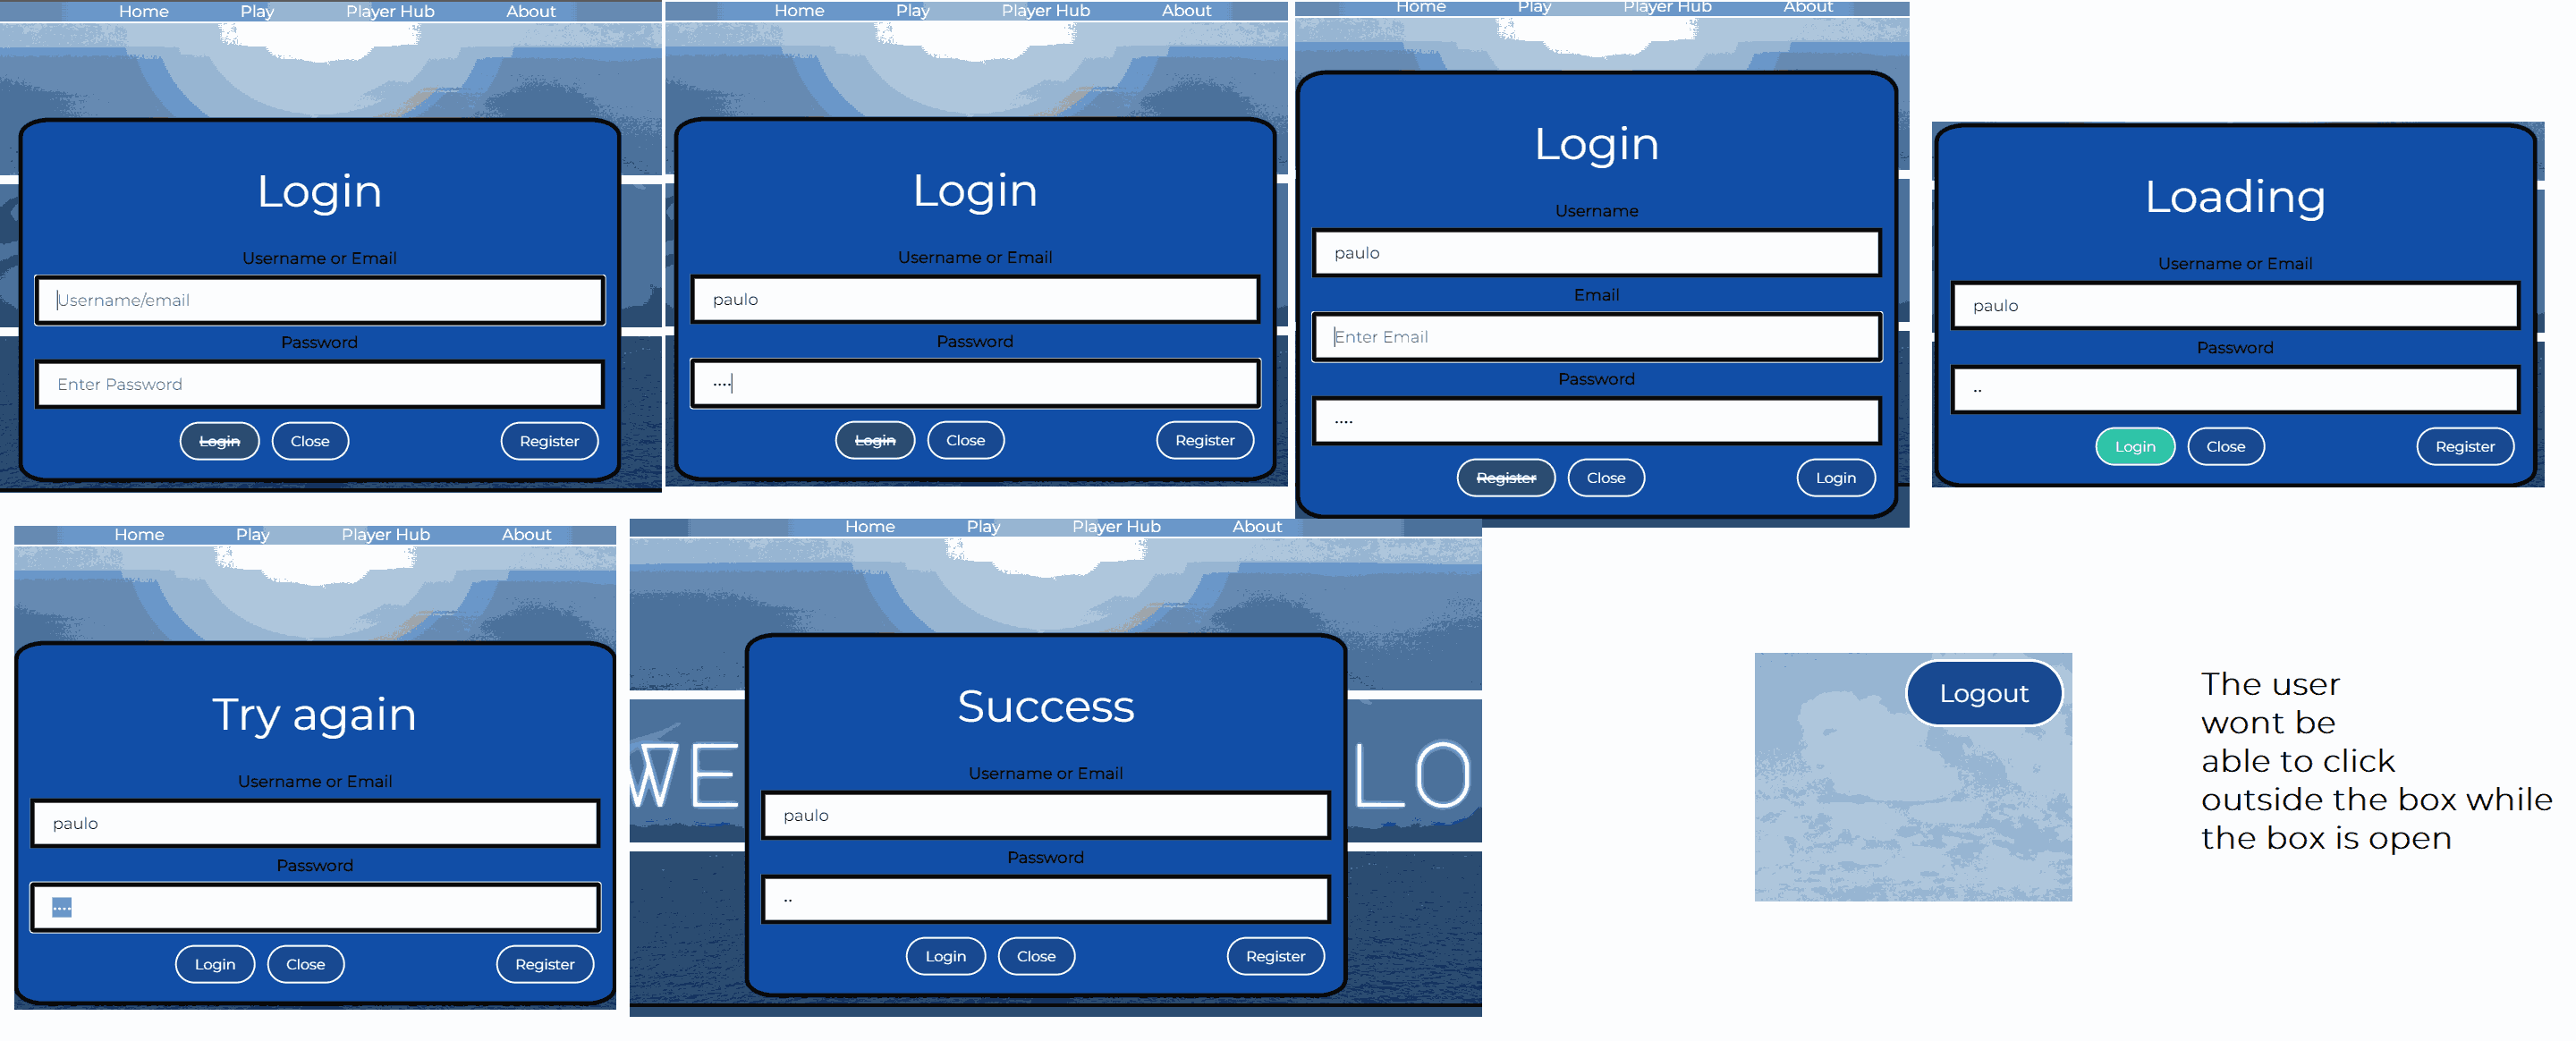 Home Play Player Hub About
Login
Username or Email
Username/email
Password
Enter Password
Login Close Register
Home Play Player Hub About
Login
Username or Email
paulo
Password
....
Login Close Register
Home Play Player Hub About
Login
Username
paulo
Email
Enter Email
Password
....
Register Close Login
Loading
Username or Email
paulo
Password
..
Login Close Register
Home Play Player Hub About
Try again
Username or Email
paulo
Password
....
Login Close Register
Home Play Player Hub About
WE LO
Success
Username or Email
paulo
Password
..
Login Close Register
Logout
The user
wont be
able to click
outside the box while
the box is open